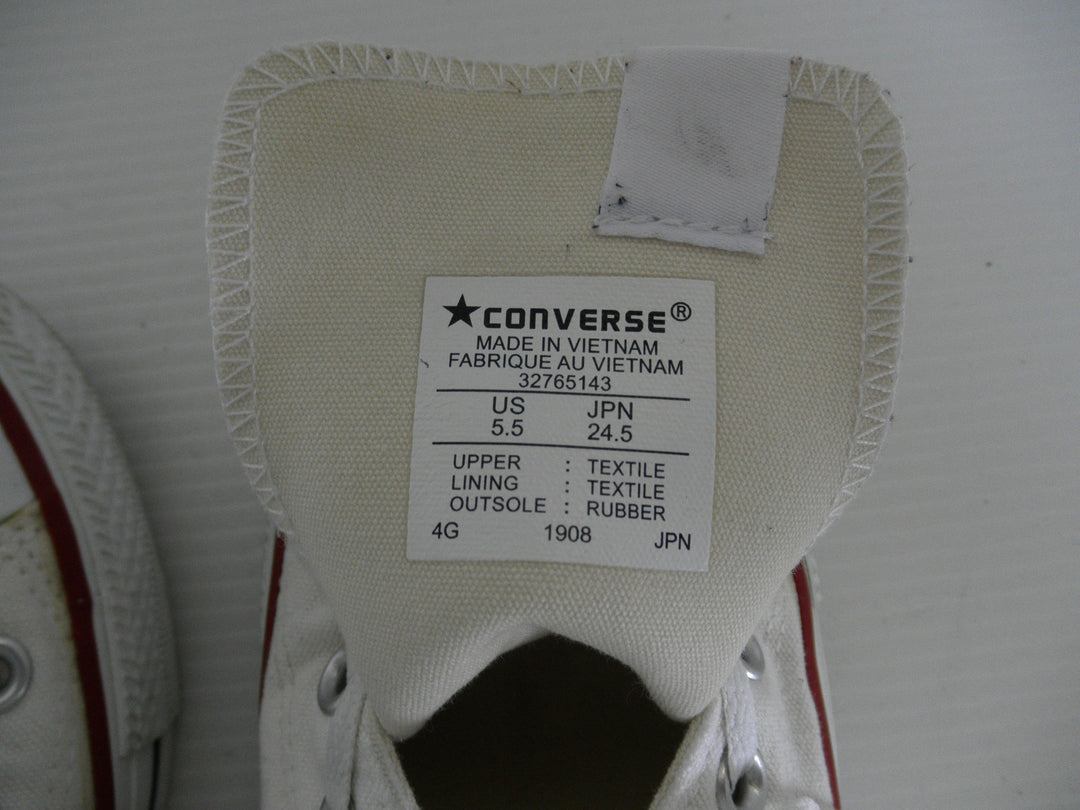 ★CONVERSE®
MADE IN VIETNAM
FABRIQUE AU VIETNAM
32765143
US JPN
5.5 24.5
UPPER : TEXTILE
LINING : TEXTILE
OUTSOLE : RUBBER
4G 1908 JPN